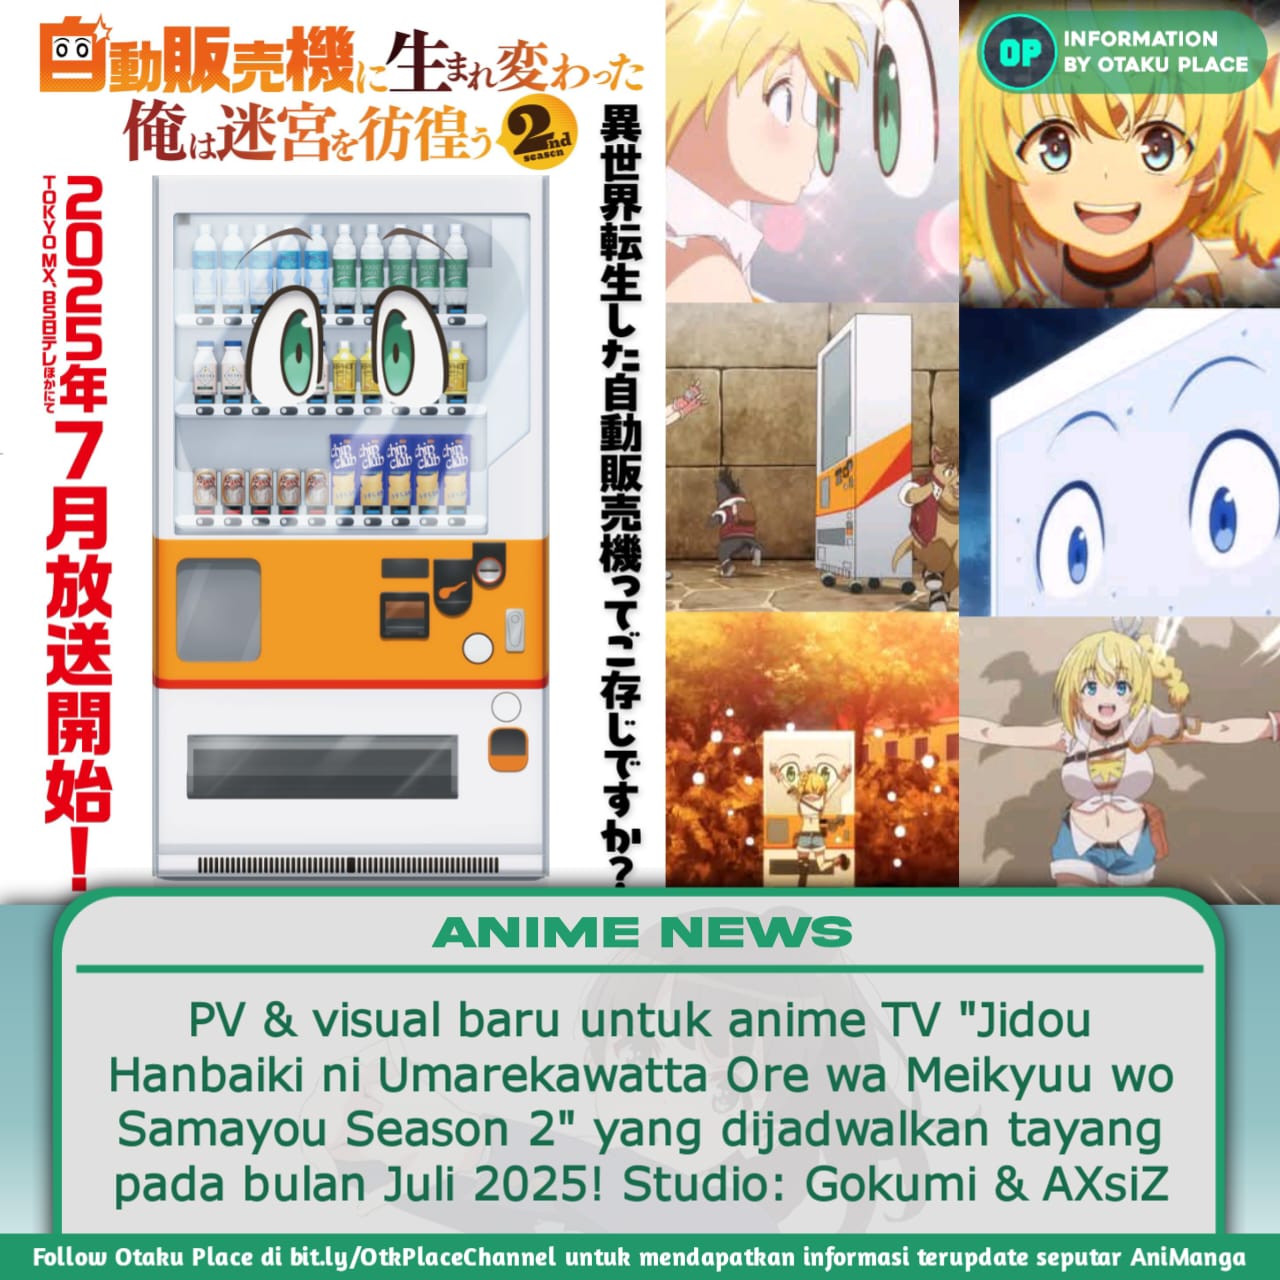 自動販売機に生まれ変わった
俺は迷宮を彷徨う
2nd
season
2025年7月放送開始!
TOKYO MX、BS日テレほかにて
異世界転生した自動販売機ってご存じですか?
OP
INFORMATION
BY OTAKU PLACE
ANIME NEWS
PV & visual baru untuk anime TV "Jidou
Hanbaiki ni Umarekawatta Ore wa Meikyuu wo
Samayou Season 2" yang dijadwalkan tayang
pada bulan Juli 2025! Studio: Gokumi & AXsiZ
Follow Otaku Place di bit.ly/OtkPlaceChannel untuk mendapatkan informasi terupdate seputar AniManga